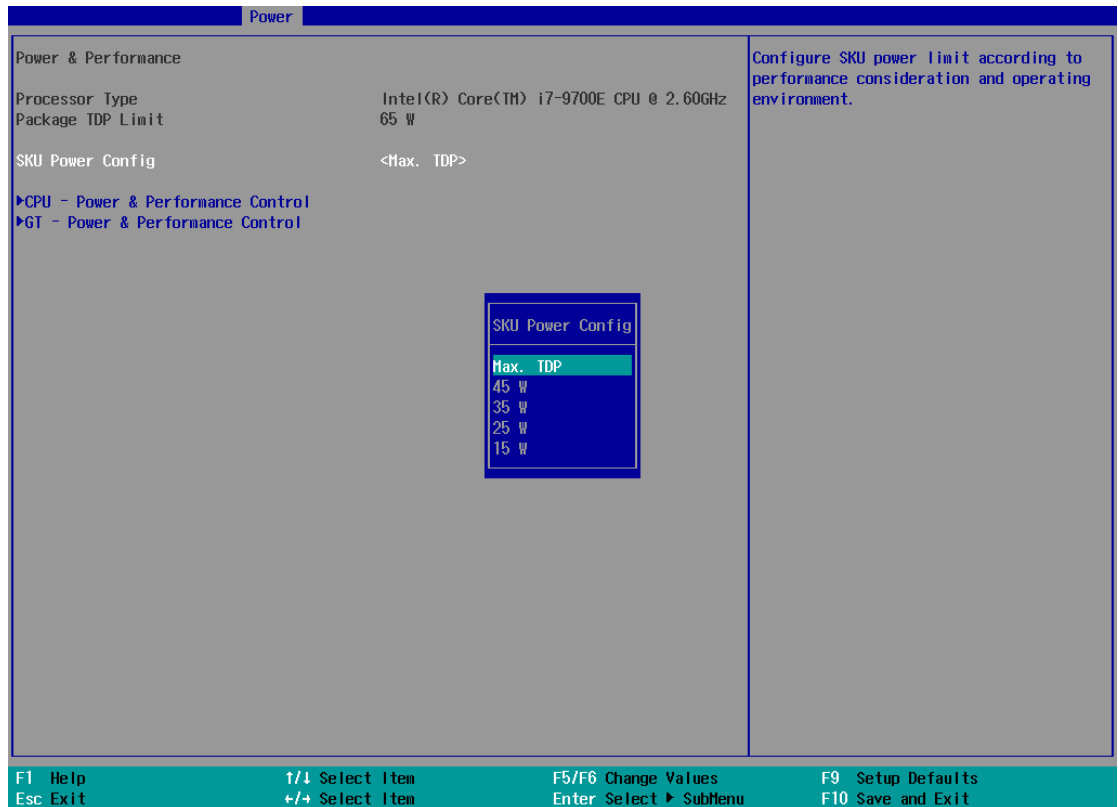 Power
Power & Performance
Processor Type Intel(R) Core(TM) i7-9700E CPU @ 2.60GHz
Package TDP Limit 65 W
SKU Power Config <Max. TDP>
▶CPU - Power & Performance Control
▶GT - Power & Performance Control
Configure SKU power limit according to
performance consideration and operating
environment.
SKU Power Config
Max. TDP
45 W
35 W
25 W
15 W
F1 Help ↑/↓ Select Item F5/F6 Change Values F9 Setup Defaults
Esc Exit ←/→ Select Item Enter Select ▶ SubMenu F10 Save and Exit